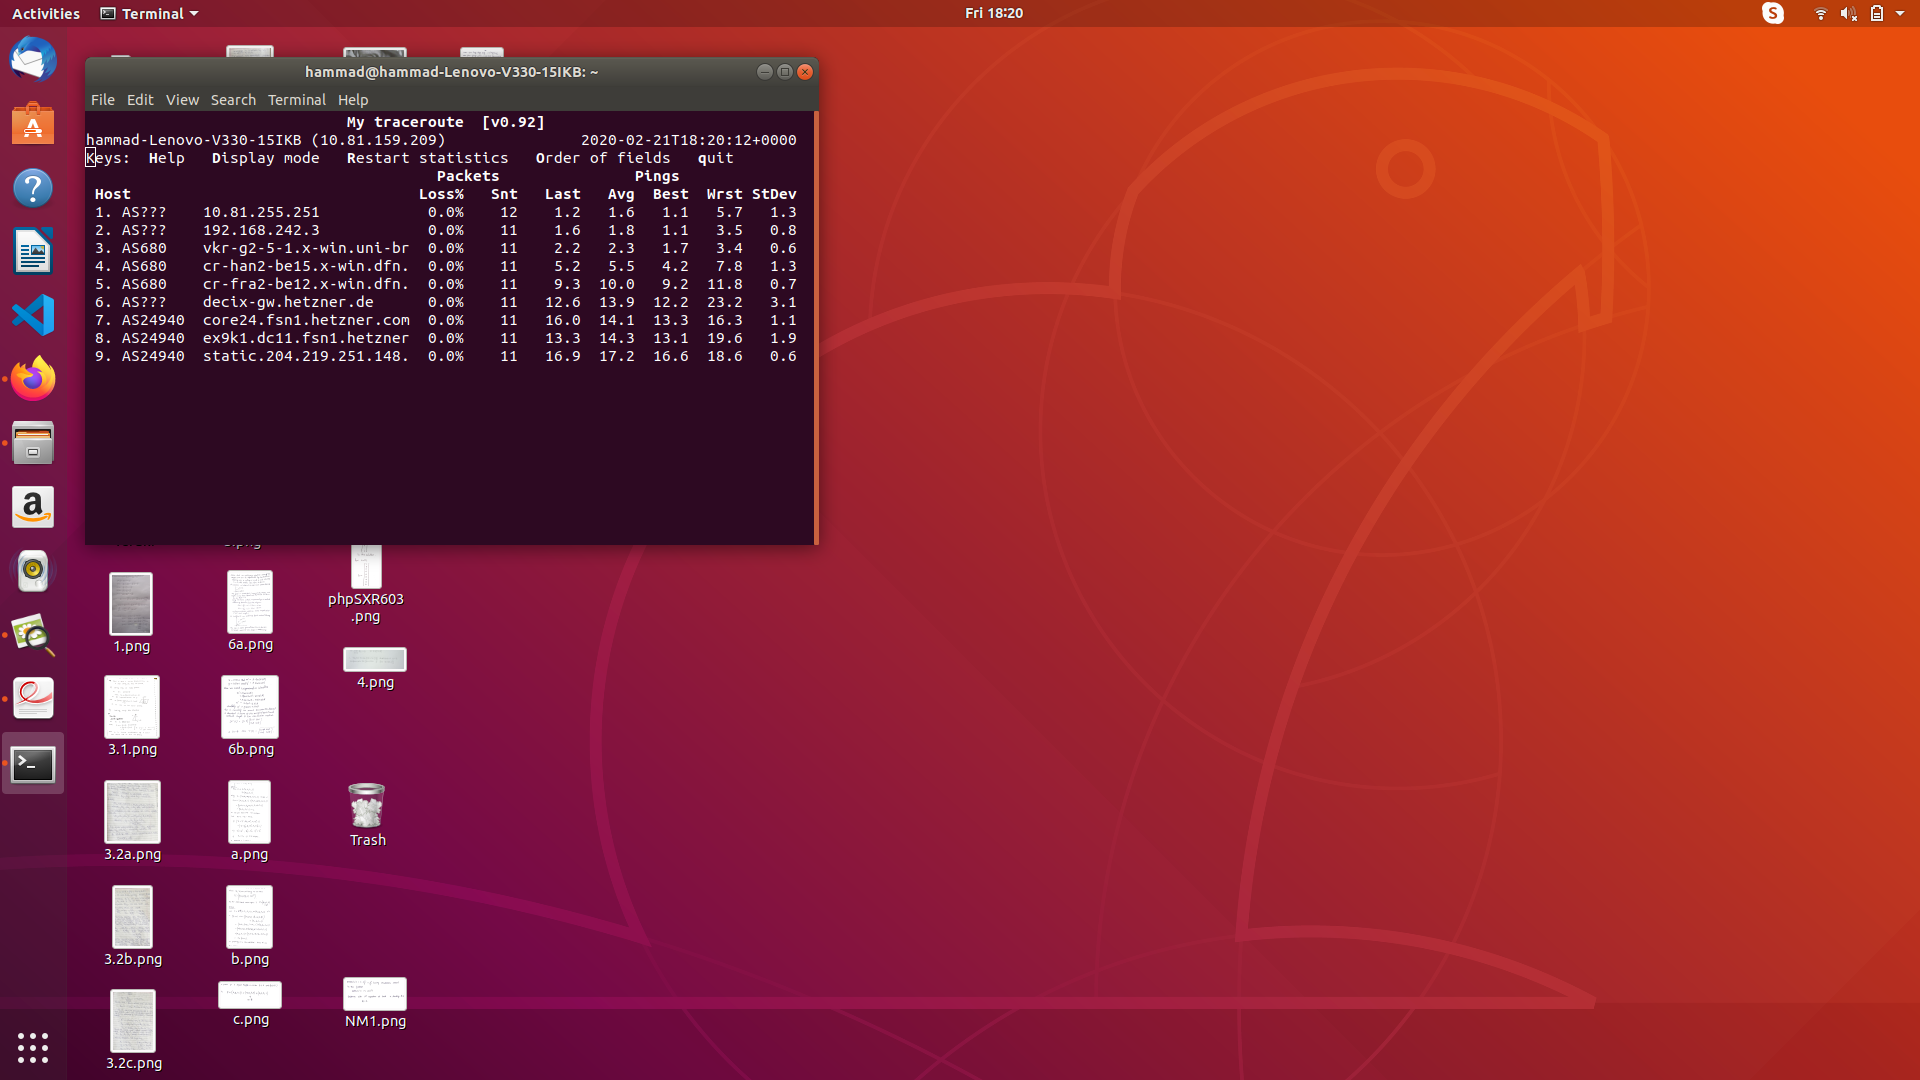 Activities Terminal Fri 18:20
hammad@hammad-Lenovo-V330-15IKB: ~
File Edit View Search Terminal Help
My traceroute  [v0.92]
hammad-Lenovo-V330-15IKB (10.81.159.209) 2020-02-21T18:20:12+0000
Keys:  Help   Display mode   Restart statistics   Order of fields   quit
Packets Pings
Host Loss% Snt Last Avg Best Wrst StDev
1. AS??? 10.81.255.251 0.0% 12 1.2 1.6 1.1 5.7 1.3
2. AS??? 192.168.242.3 0.0% 11 1.6 1.8 1.1 3.5 0.8
3. AS680 vkr-g2-5-1.x-win.uni-br 0.0% 11 2.2 2.3 1.7 3.4 0.6
4. AS680 cr-han2-be15.x-win.dfn. 0.0% 11 5.2 5.5 4.2 7.8 1.3
5. AS680 cr-fra2-be12.x-win.dfn. 0.0% 11 9.3 10.0 9.2 11.8 0.7
6. AS??? decix-gw.hetzner.de 0.0% 11 12.6 13.9 12.2 23.2 3.1
7. AS24940 core24.fsn1.hetzner.com 0.0% 11 16.0 14.1 13.3 16.3 1.1
8. AS24940 ex9k1.dc11.fsn1.hetzner 0.0% 11 13.3 14.3 13.1 19.6 1.9
9. AS24940 static.204.219.251.148. 0.0% 11 16.9 17.2 16.6 18.6 0.6
phpSXR603
.png
1.png 6a.png
4.png
3.1.png 6b.png
Trash
3.2a.png a.png
3.2b.png b.png
c.png NM1.png
3.2c.png